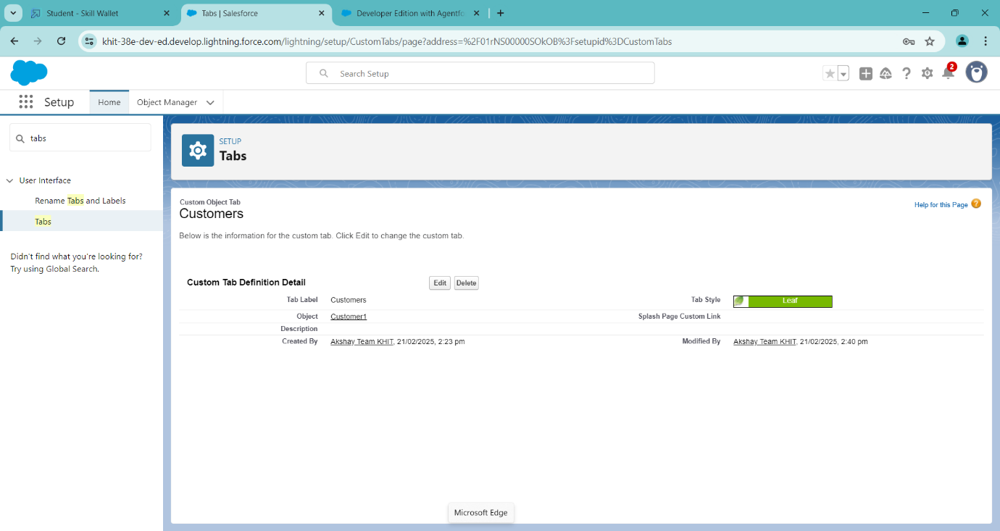 Student - Skill Wallet
Tabs | Salesforce
Developer Edition with Agentfo
khit-38e-dev-ed.develop.lightning.force.com/lightning/setup/CustomTabs/page?address=%2F01rNS00000SOkOB%3Fsetupid%3DCustomTabs
Search Setup
2
Setup
Home
Object Manager
tabs
SETUP
Tabs
User Interface
Rename Tabs and Labels
Tabs
Didn't find what you're looking for?
Try using Global Search.
Custom Object Tab
Customers
Help for this Page ?
Below is the information for the custom tab. Click Edit to change the custom tab.
Custom Tab Definition Detail Edit Delete
Tab Label Customers Tab Style Leaf
Object Customer1 Splash Page Custom Link
Description
Created By Akshay Team KHIT, 21/02/2025, 2:23 pm Modified By Akshay Team KHIT, 21/02/2025, 2:40 pm
Microsoft Edge